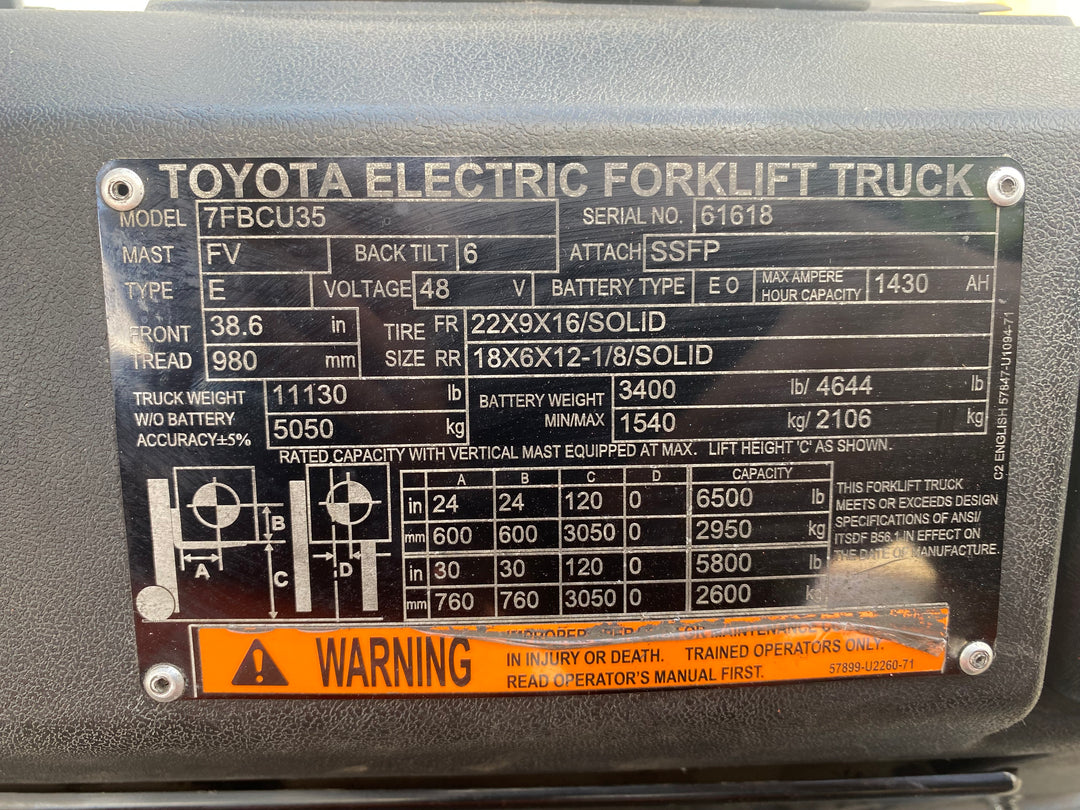 TOYOTA ELECTRIC FORKLIFT TRUCK
MODEL 7FBCU35 SERIAL NO. 61618
MAST FV BACK TILT 6 ATTACH SSFP
TYPE E VOLTAGE 48 V BATTERY TYPE E O MAX AMPERE HOUR CAPACITY 1430 AH
FRONT TREAD 38.6 in TIRE SIZE FR 22X9X16/SOLID
980 mm RR 18X6X12-1/8/SOLID
TRUCK WEIGHT W/O BATTERY ACCURACY±5% 11130 lb BATTERY WEIGHT MIN/MAX 3400 lb/ 4644 lb
5050 kg 1540 kg/ 2106 kg
C2 ENGLISH 57847-U1094-71
RATED CAPACITY WITH VERTICAL MAST EQUIPPED AT MAX. LIFT HEIGHT 'C' AS SHOWN.
A B C D
A B C D CAPACITY
in 24 24 120 0 6500 lb
mm 600 600 3050 0 2950 kg
in 30 30 120 0 5800 lb
mm 760 760 3050 0 2600 kg
THIS FORKLIFT TRUCK
MEETS OR EXCEEDS DESIGN
SPECIFICATIONS OF ANSI/
ITSDF B56.1 IN EFFECT ON
THE DATE OF MANUFACTURE.
WARNING
IMPROPER OR MAINTENANCE
IN INJURY OR DEATH. TRAINED OPERATORS ONLY.
READ OPERATOR'S MANUAL FIRST.
57899-U2260-71